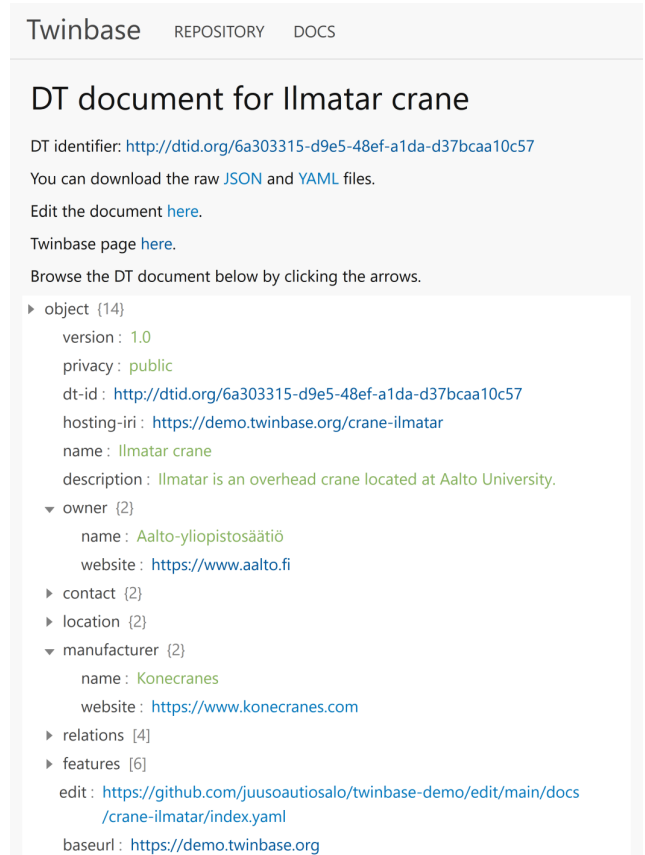 Twinbase REPOSITORY DOCS
DT document for Ilmatar crane
DT identifier: http://dtid.org/6a303315-d9e5-48ef-a1da-d37bcaa10c57
You can download the raw JSON and YAML files.
Edit the document here.
Twinbase page here.
Browse the DT document below by clicking the arrows.
object {14}
version : 1.0
privacy : public
dt-id : http://dtid.org/6a303315-d9e5-48ef-a1da-d37bcaa10c57
hosting-iri : https://demo.twinbase.org/crane-ilmatar
name : Ilmatar crane
description : Ilmatar is an overhead crane located at Aalto University.
owner {2}
name : Aalto-yliopistosäätiö
website : https://www.aalto.fi
contact {2}
location {2}
manufacturer {2}
name : Konecranes
website : https://www.konecranes.com
relations [4]
features [6]
edit : https://github.com/juusoautiosalo/twinbase-demo/edit/main/docs
/crane-ilmatar/index.yaml
baseurl : https://demo.twinbase.org